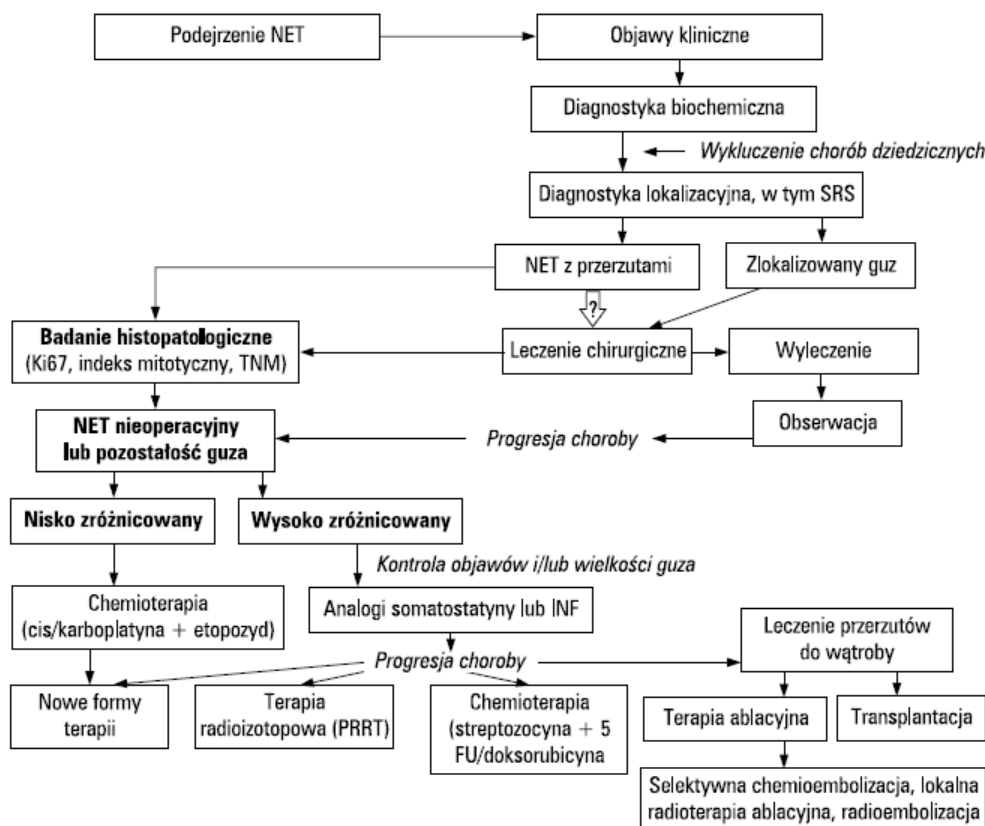 Podejrzenie NET
Objawy kliniczne
Diagnostyka biochemiczna
Wykluczenie chorób dziedzicznych
Diagnostyka lokalizacyjna, w tym SRS
NET z przerzutami
Zlokalizowany guz
?
Badanie histopatologiczne
(Ki67, indeks mitotyczny, TNM)
Leczenie chirurgiczne
Wyleczenie
Obserwacja
Progresja choroby
NET nieoperacyjny
lub pozostałość guza
Nisko zróżnicowany
Wysoko zróżnicowany
Kontrola objawów i/lub wielkości guza
Chemioterapia
(cis/karboplatyna + etopozyd)
Analogi somatostatyny lub INF
Leczenie przerzutów
do wątroby
Progresja choroby
Nowe formy
terapii
Terapia
radioizotopowa (PRRT)
Chemioterapia
(streptozocyna + 5
FU/doksorubicyna
Terapia ablacyjna
Transplantacja
Selektywna chemioembolizacja, lokalna
radioterapia ablacyjna, radioembolizacja